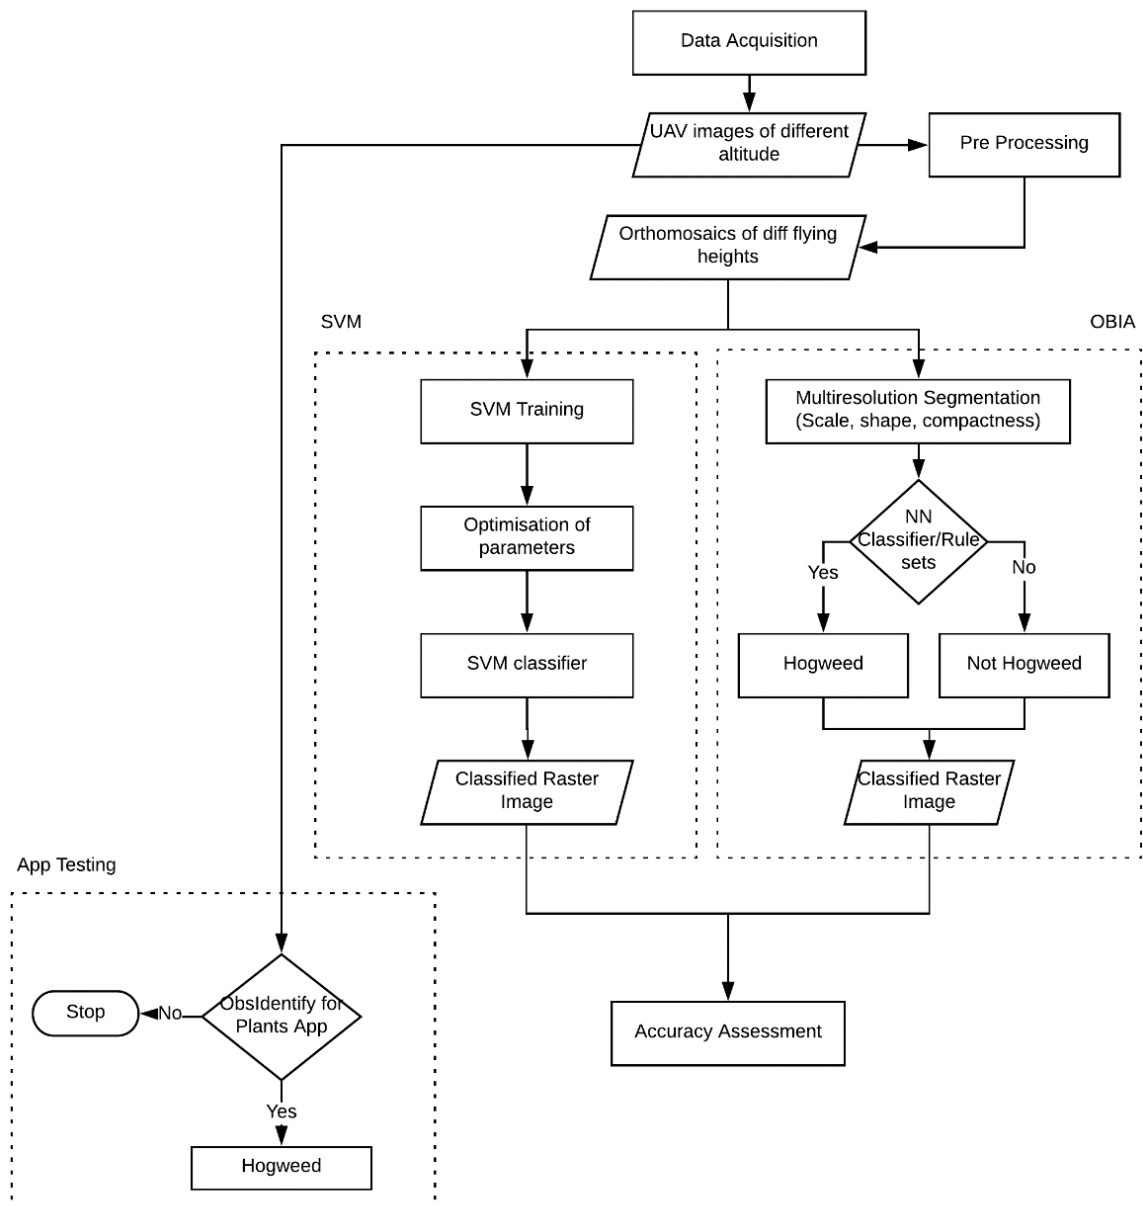 Data Acquisition
UAV images of different
altitude
Pre Processing
Orthomosaics of diff flying
heights
SVM
OBIA
SVM Training
Multiresolution Segmentation
(Scale, shape, compactness)
Optimisation of
parameters
NN
Classifier/Rule
sets
Yes
No
SVM classifier
Hogweed
Not Hogweed
Classified Raster
Image
Classified Raster
Image
App Testing
Stop
No
ObsIdentify for
Plants App
Accuracy Assessment
Yes
Hogweed